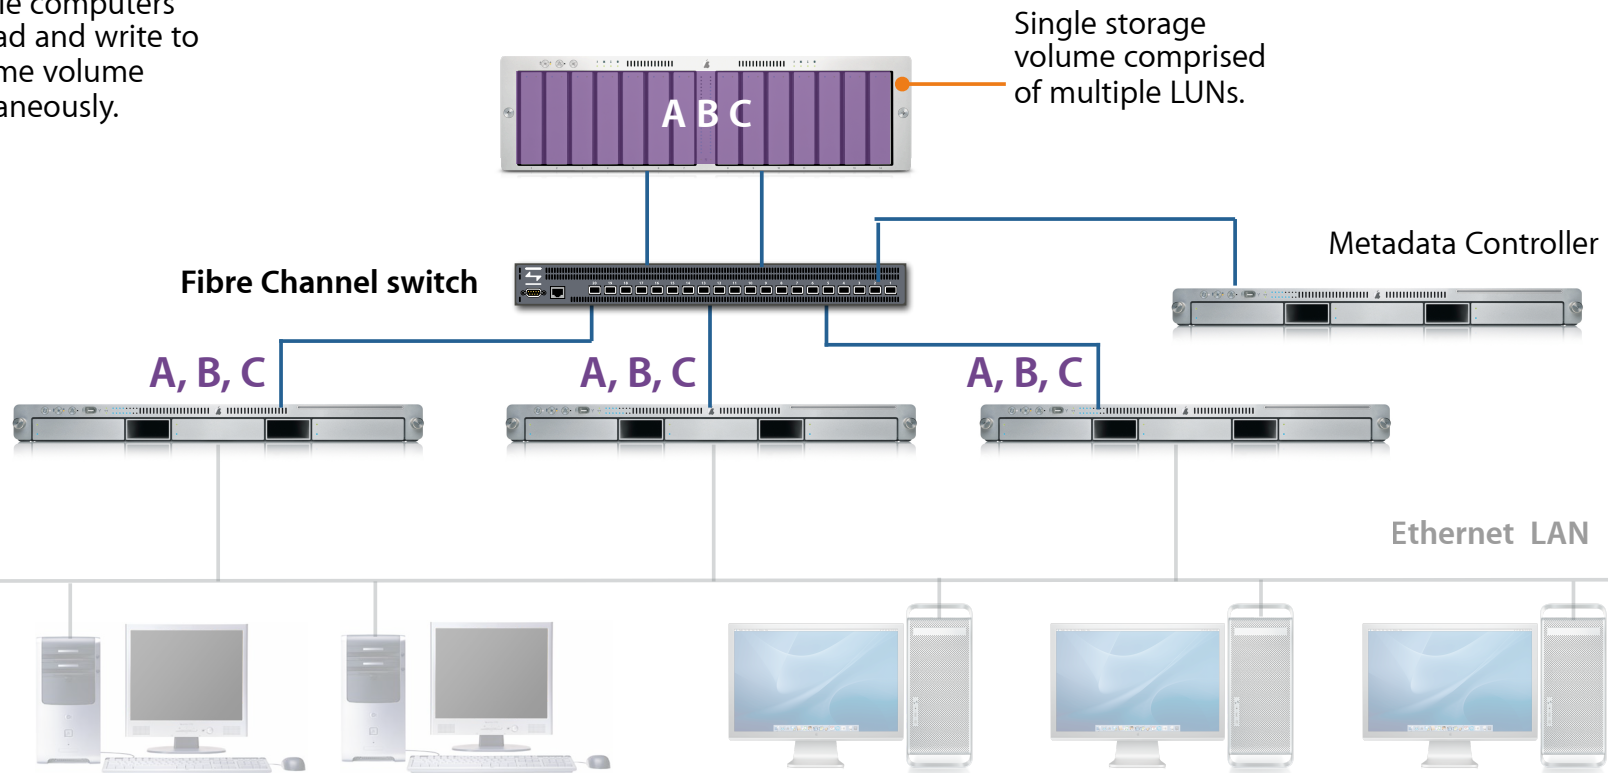 le computers
ad and write to
me volume
aneously.
Single storage
volume comprised
of multiple LUNs.
A B C
Metadata Controller
Fibre Channel switch
A, B, C
A, B, C
A, B, C
Ethernet LAN